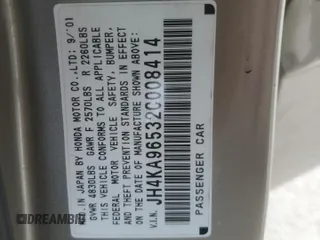 IN JAPAN BY HONDA MOTOR CO.,LTD: 9/'01
GVWR 4830LBS GAWR F 2570LBS R 2260LBS
THIS VEHICLE CONFORMS TO ALL APPLICABLE
FEDERAL MOTOR VEHICLE SAFETY, BUMPER,
AND THEFT PREVENTION STANDARDS IN EFFECT
ON THE DATE OF MANUFACTURE SHOWN ABOVE.
V.I.N. JH4KA96532C008414
PASSENGER CAR
DREAMBID